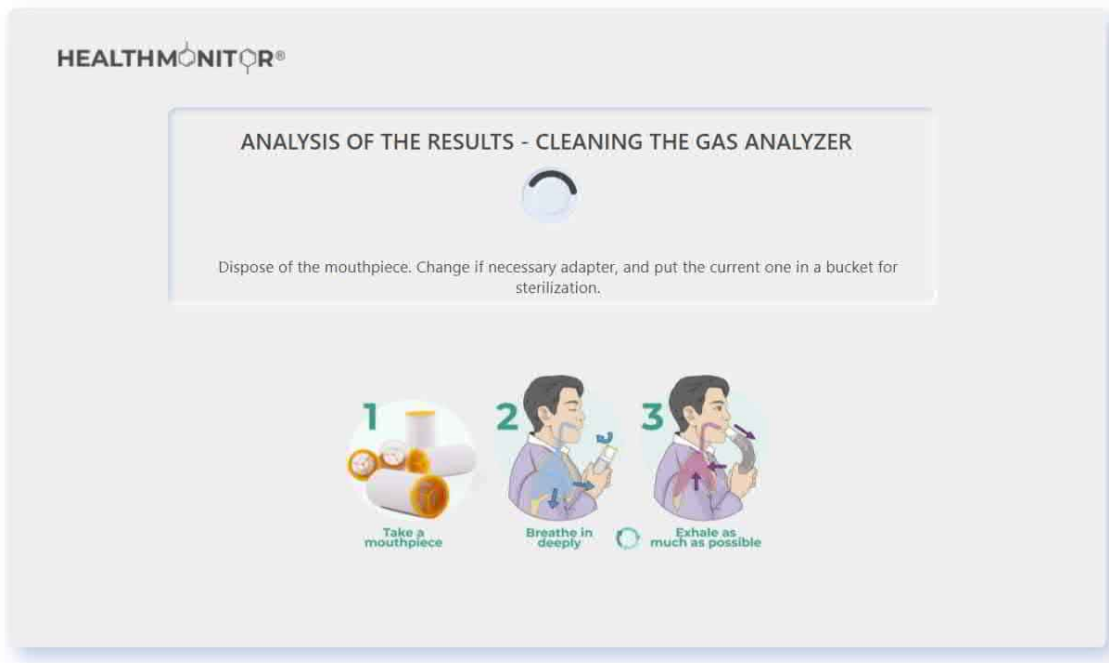 HEALTHMONITOR®
ANALYSIS OF THE RESULTS - CLEANING THE GAS ANALYZER
Dispose of the mouthpiece. Change if necessary adapter, and put the current one in a bucket for
sterilization.
1
2
3
Take a
mouthpiece
Breathe in
deeply
Exhale as
much as possible